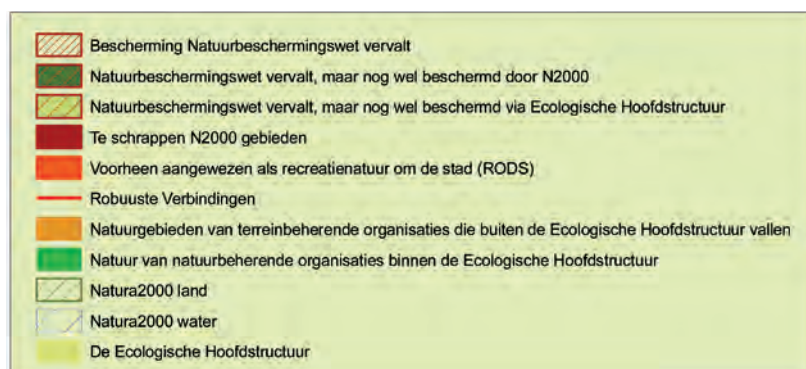 Bescherming Natuurbeschermingswet vervalt
Natuurbeschermingswet vervalt, maar nog wel beschermd door N2000
Natuurbeschermingswet vervalt, maar nog wel beschermd via Ecologische Hoofdstructuur
Te schrappen N2000 gebieden
Voorheen aangewezen als recreatienatuur om de stad (RODS)
Robuuste Verbindingen
Natuurgebieden van terreinbeherende organisaties die buiten de Ecologische Hoofdstructuur vallen
Natuur van natuurbeherende organisaties binnen de Ecologische Hoofdstructuur
Natura2000 land
Natura2000 water
De Ecologische Hoofdstructuur